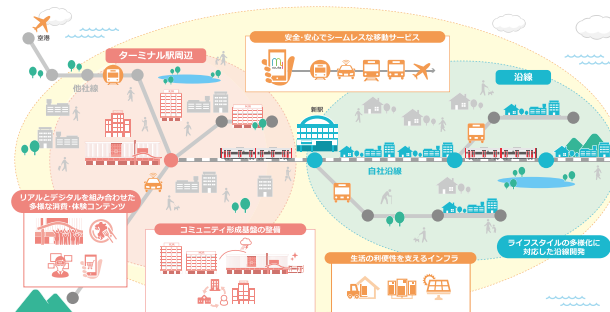 空港
ターミナル駅周辺
他社線
安全・安心でシームレスな移動サービス
沿線
新駅
自社沿線
リアルとデジタルを組み合わせた
多様な消費・体験コンテンツ
コミュニティ形成基盤の整備
生活の利便性を支えるインフラ
ライフスタイルの多様化に
対応した沿線開発